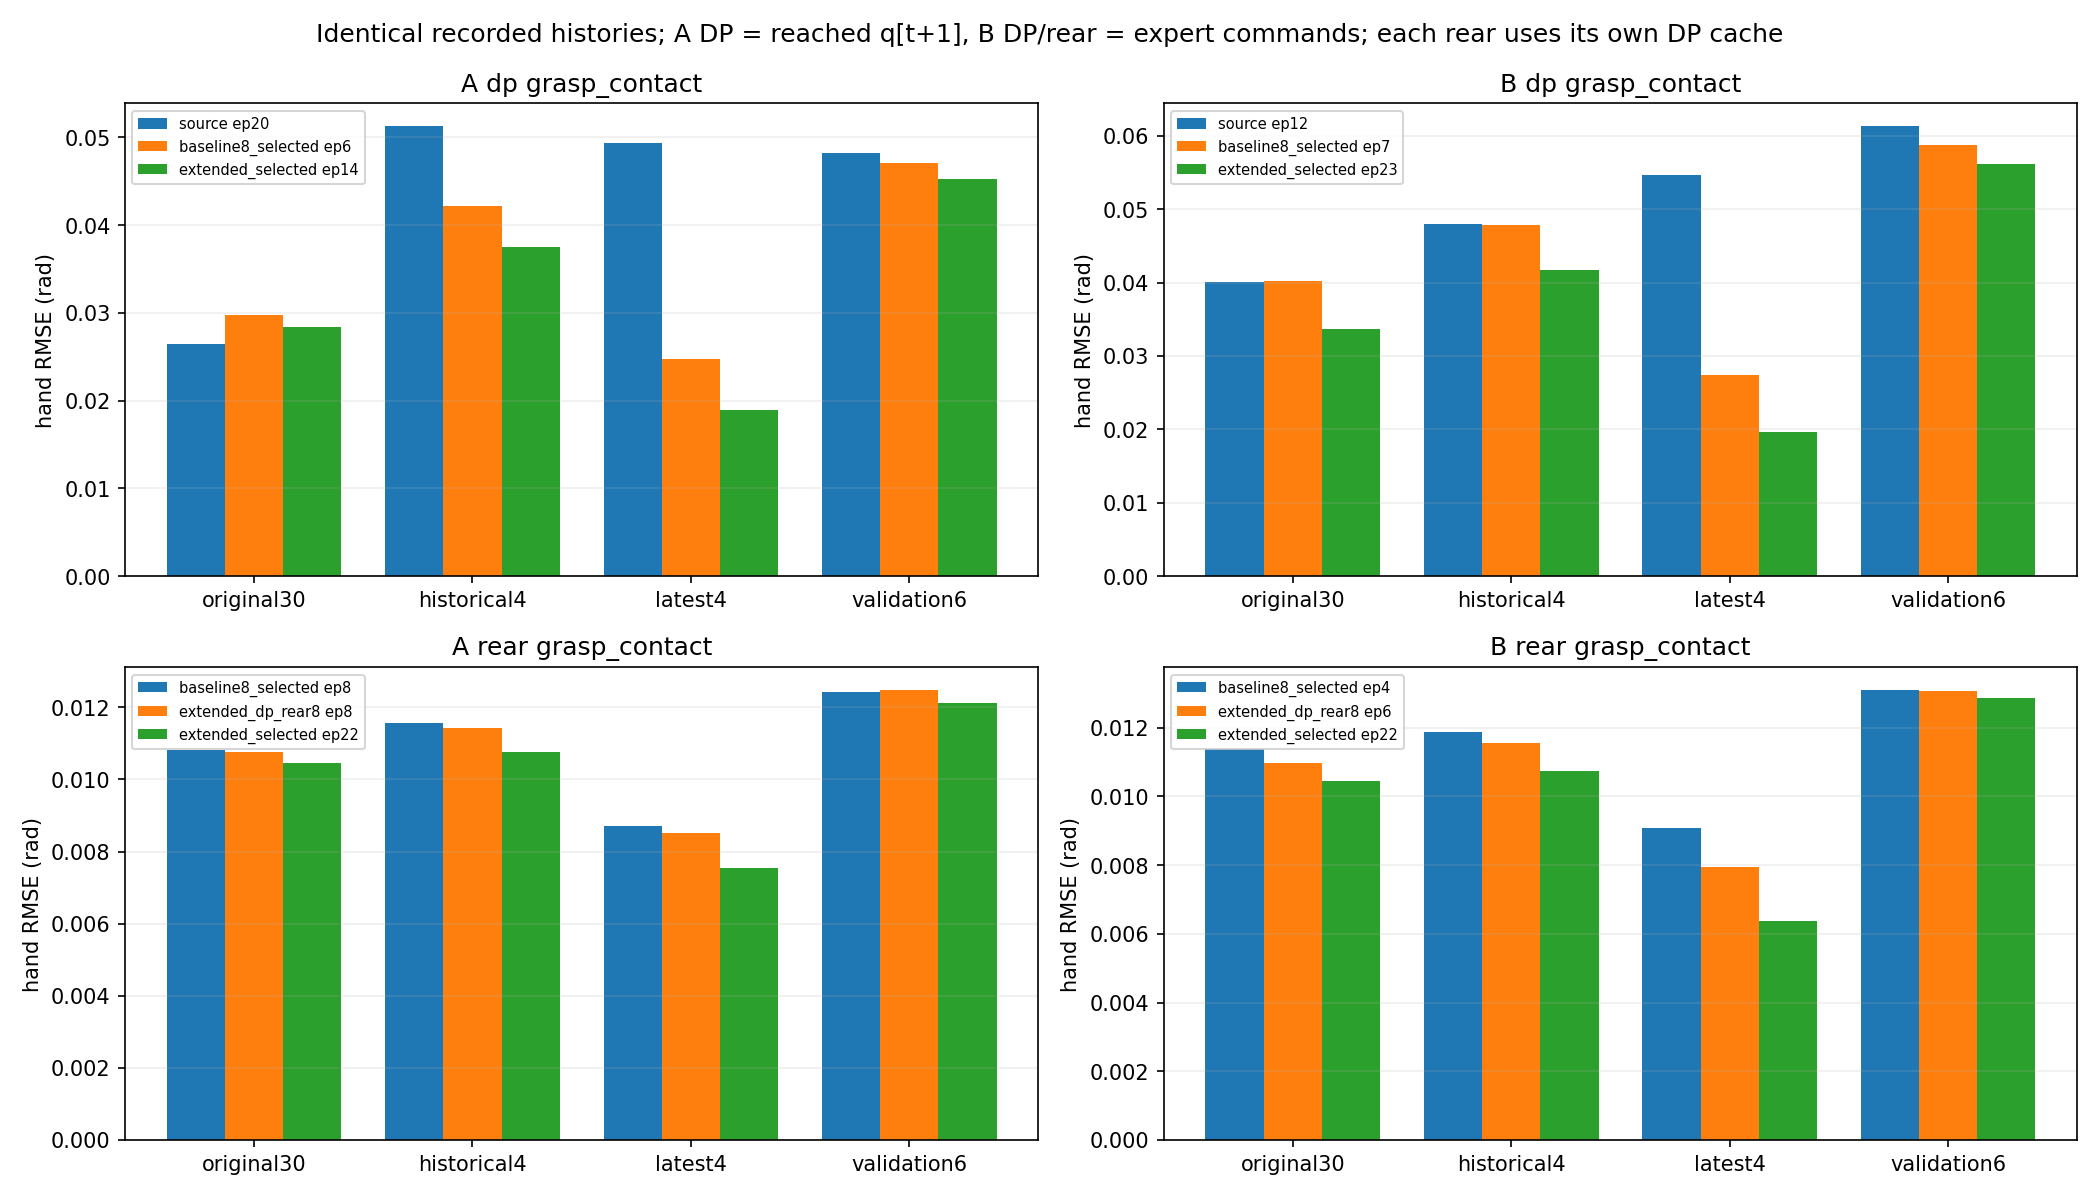 Identical recorded histories; A DP = reached q[t+1], B DP/rear = expert commands; each rear uses its own DP cache
A dp grasp_contact
source ep20
baseline8_selected ep6
extended_selected ep14
hand RMSE (rad)
0.05
0.04
0.03
0.02
0.01
0.00
original30 historical4 latest4 validation6
B dp grasp_contact
source ep12
baseline8_selected ep7
extended_selected ep23
hand RMSE (rad)
0.06
0.05
0.04
0.03
0.02
0.01
0.00
original30 historical4 latest4 validation6
A rear grasp_contact
baseline8_selected ep8
extended_dp_rear8 ep8
extended_selected ep22
hand RMSE (rad)
0.012
0.010
0.008
0.006
0.004
0.002
0.000
original30 historical4 latest4 validation6
B rear grasp_contact
baseline8_selected ep4
extended_dp_rear8 ep6
extended_selected ep22
hand RMSE (rad)
0.012
0.010
0.008
0.006
0.004
0.002
0.000
original30 historical4 latest4 validation6